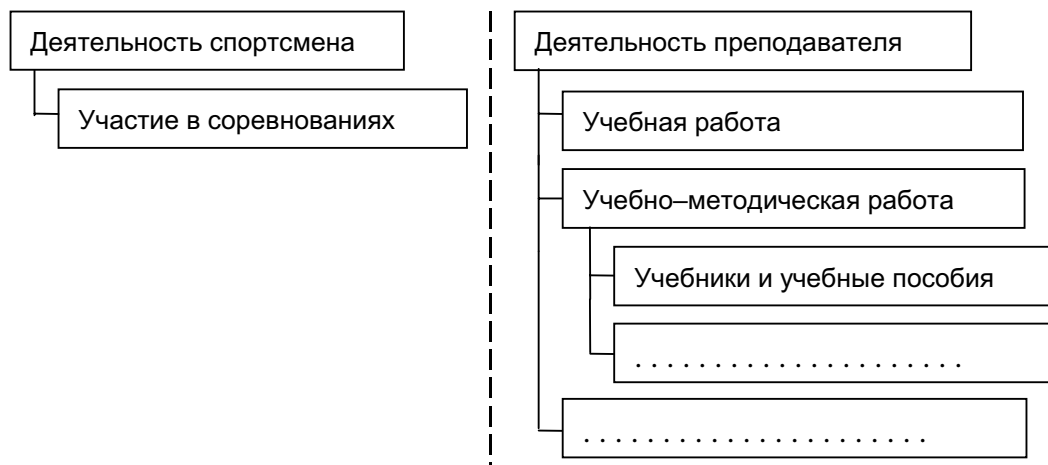 Деятельность спортсмена
Участие в соревнованиях
Деятельность преподавателя
Учебная работа
Учебно–методическая работа
Учебники и учебные пособия
. . . . . . . . . . . . . . . . . . . . .
. . . . . . . . . . . . . . . . . . . . . .